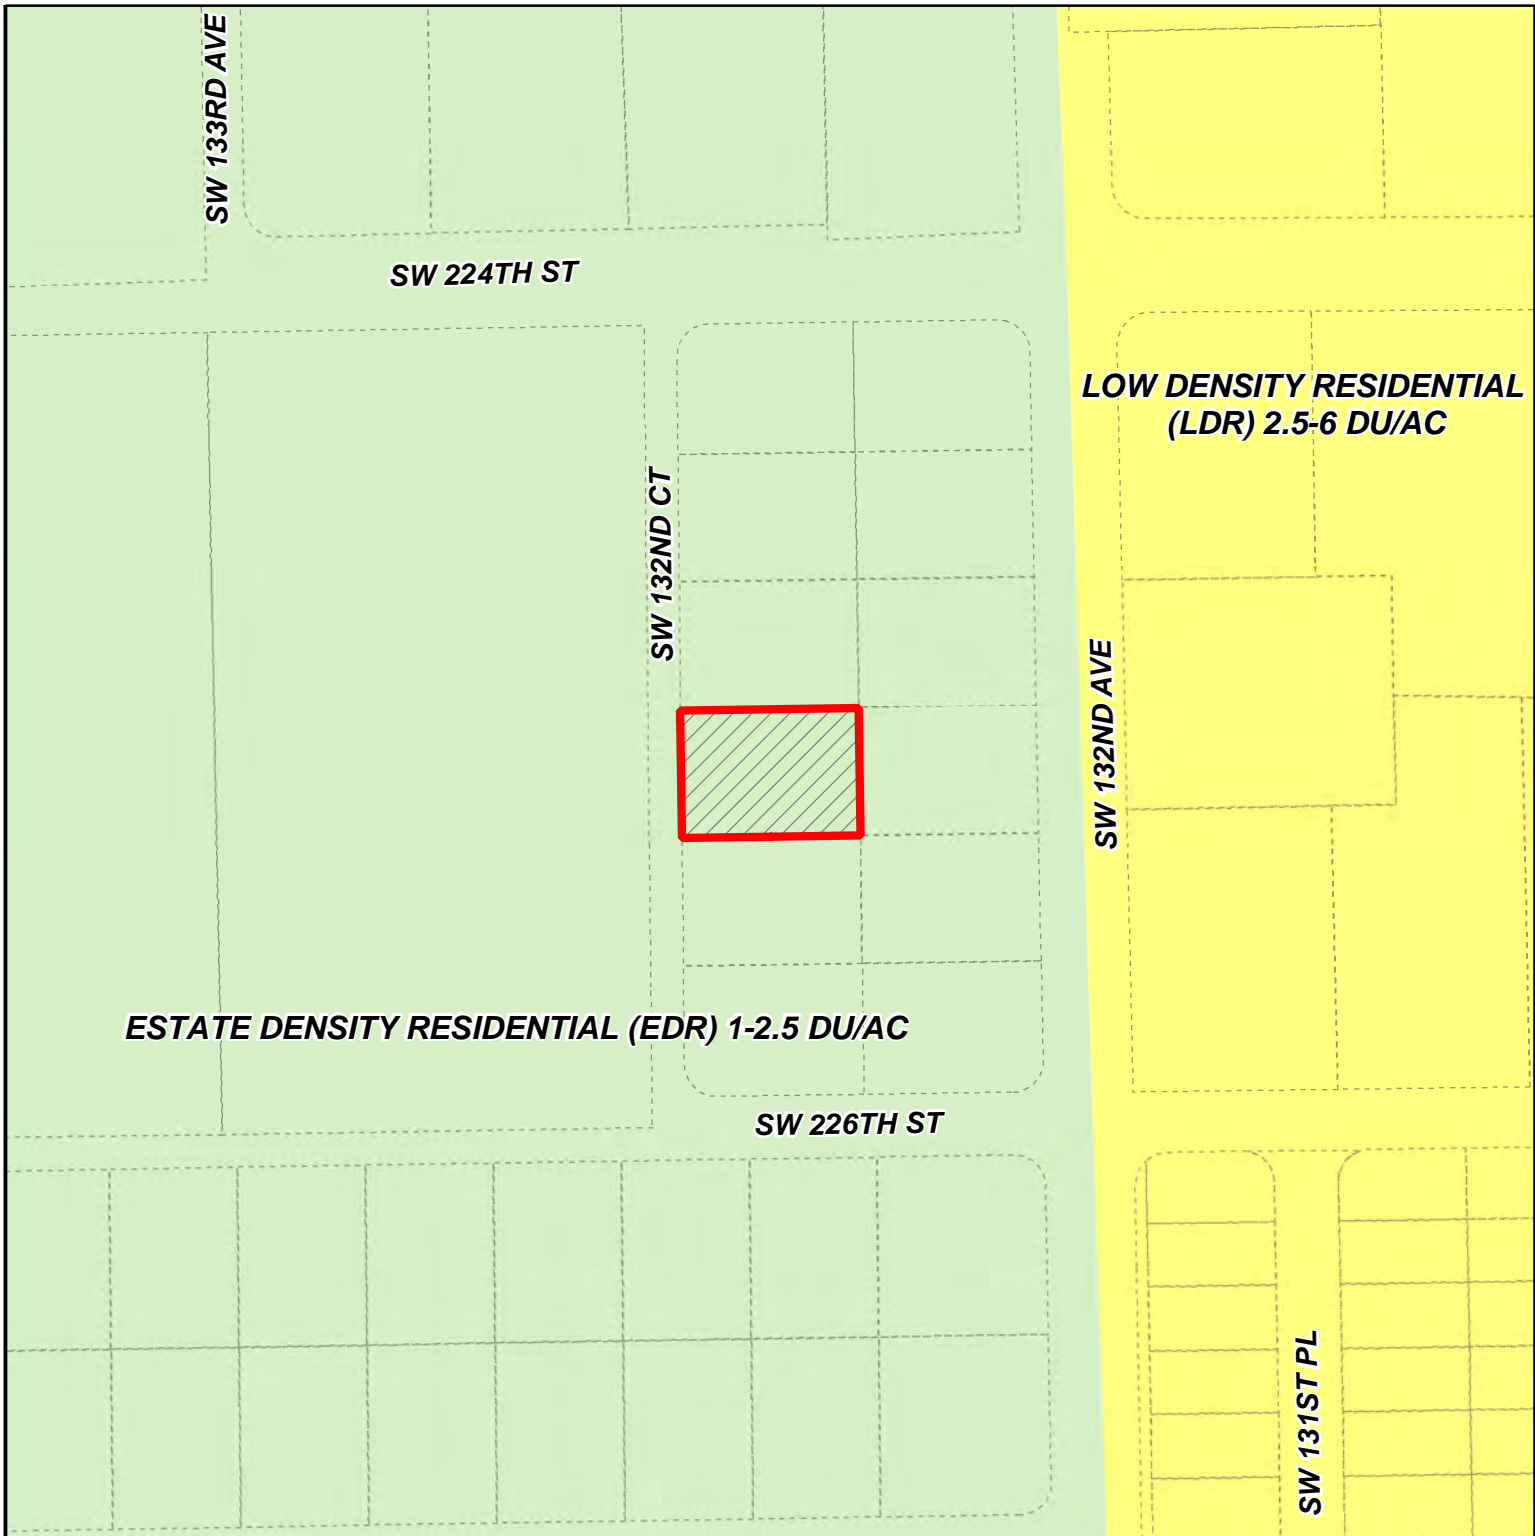 SW 133RD AVE
SW 224TH ST
LOW DENSITY RESIDENTIAL
(LDR) 2.5-6 DU/AC
SW 132ND CT
SW 132ND AVE
ESTATE DENSITY RESIDENTIAL (EDR) 1-2.5 DU/AC
SW 226TH ST
SW 131ST PL